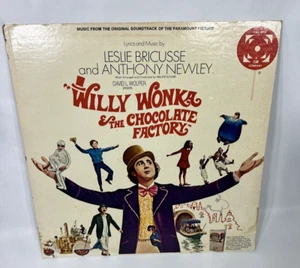 MUSIC FROM THE ORIGINAL SOUNDTRACK OF THE PARAMOUNT PICTURE
Lyrics and Music by
LESLIE BRICUSSE
and ANTHONY NEWLEY
DAVID L. WOLPER
"WILLY WONKA
& THE CHOCOLATE
FACTORY"